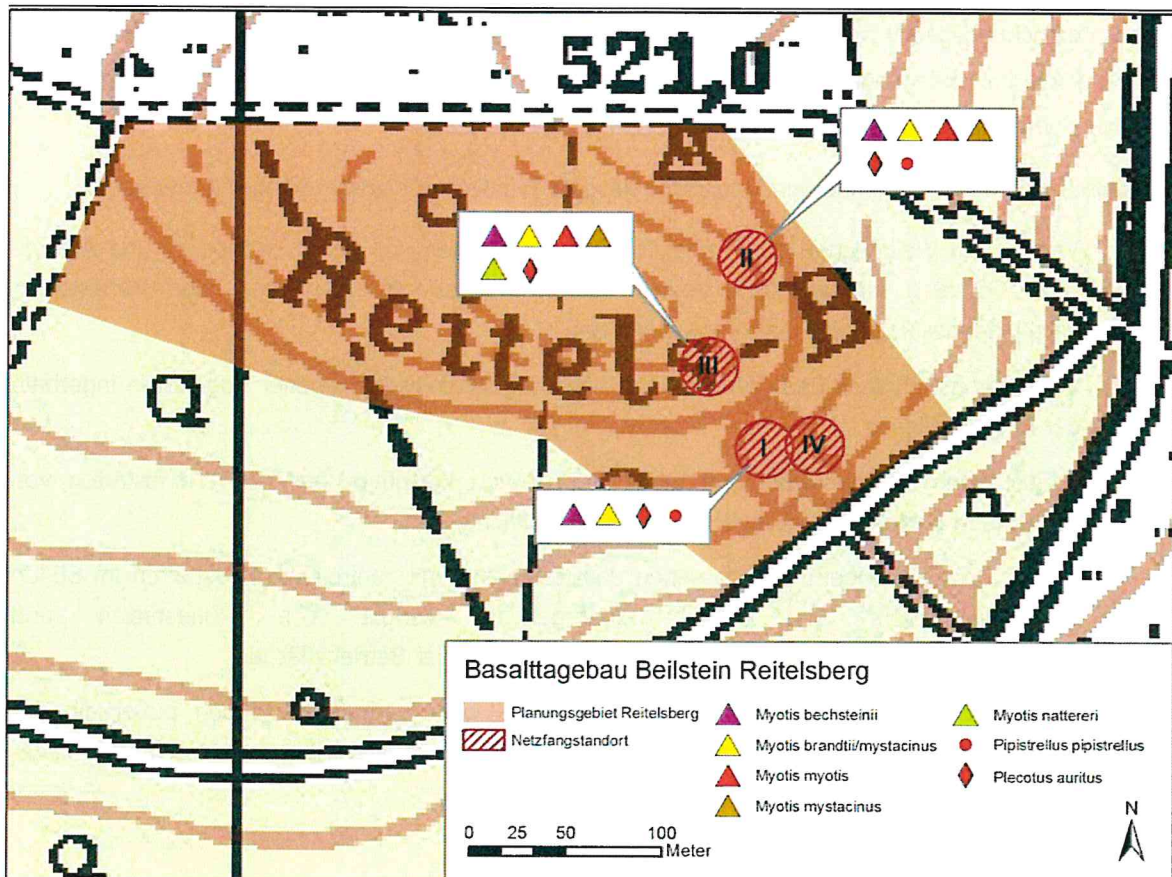 521,0
Reitels-B
II
III
I
IV
Basalttagebau Beilstein Reitelsberg
Planungsgebiet Reitelsberg
Netzfangstandort
Myotis bechsteinii
Myotis brandtii/mystacinus
Myotis myotis
Myotis mystacinus
Myotis nattereri
Pipistrellus pipistrellus
Plecotus auritus
0 25 50 100
Meter
N